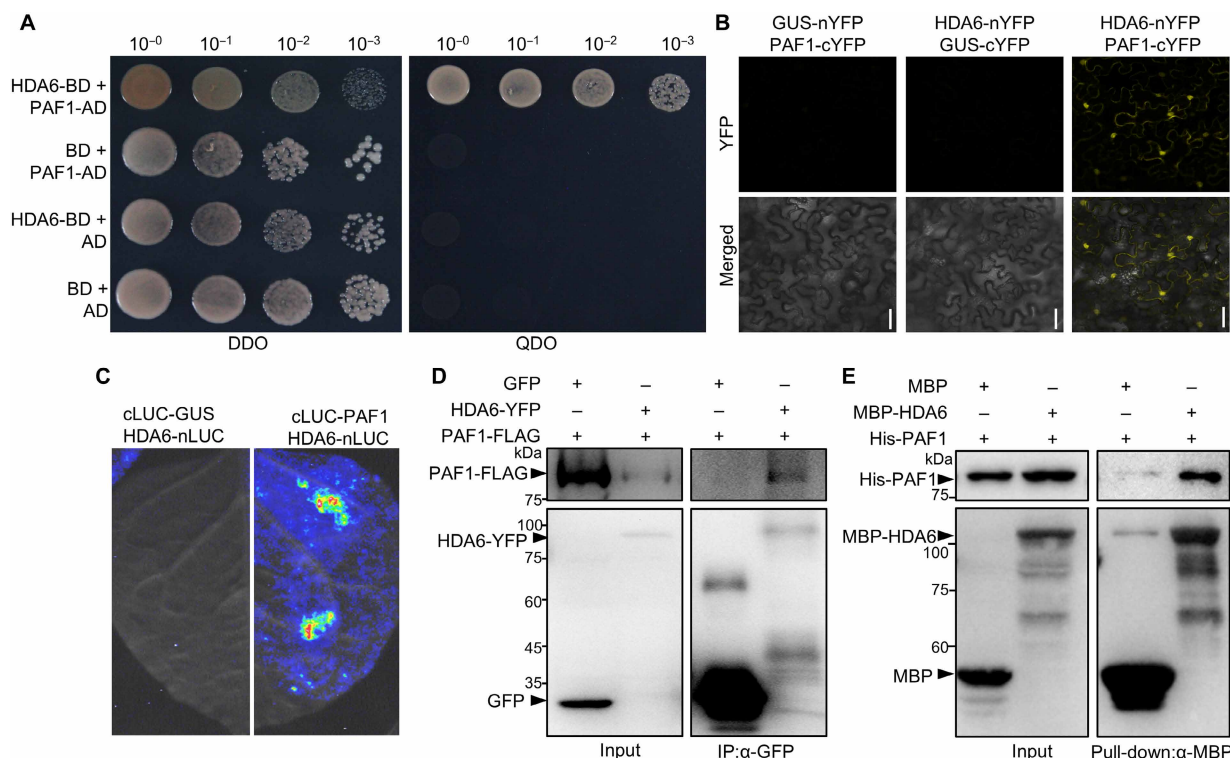 A
10⁻⁰ 10⁻¹ 10⁻² 10⁻³ 10⁻⁰ 10⁻¹ 10⁻² 10⁻³
HDA6-BD +
PAF1-AD
BD +
PAF1-AD
HDA6-BD +
AD
BD +
AD
DDO QDO
B
GUS-nYFP HDA6-nYFP HDA6-nYFP
PAF1-cYFP GUS-cYFP PAF1-cYFP
YFP
Merged
C
cLUC-GUS cLUC-PAF1
HDA6-nLUC HDA6-nLUC
D
GFP + – + –
HDA6-YFP – + – +
PAF1-FLAG + + + +
kDa
PAF1-FLAG
75
100
HDA6-YFP
75
60
45
35
GFP
Input IP:α-GFP
E
MBP + – + –
MBP-HDA6 – + – +
His-PAF1 + + + +
kDa
His-PAF1
75
MBP-HDA6
100
75
60
MBP
Input Pull-down:α-MBP